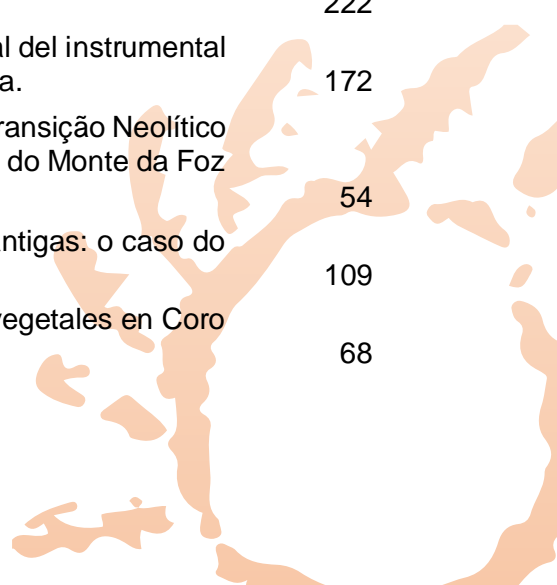 222
al del instrumental
a. 172
ransição Neolítico
do Monte da Foz
54
ntigas: o caso do
109
vegetales en Coro
68